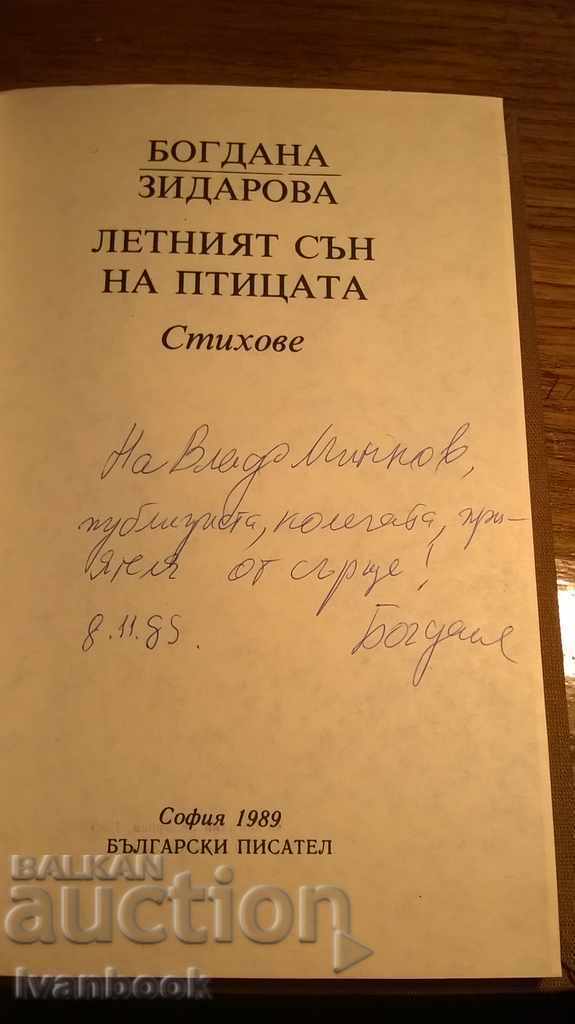 БОГДАНА
ЗИДАРОВА
ЛЕТНИЯТ СЪН
НА ПТИЦАТА
Стихове
На Владо Минков,
публициста, колегата, при-
ятеля от сърце!
8.11.89. Богдана
София 1989
БЪЛГАРСКИ ПИСАТЕЛ
BALKAN
auction
Ivanbook